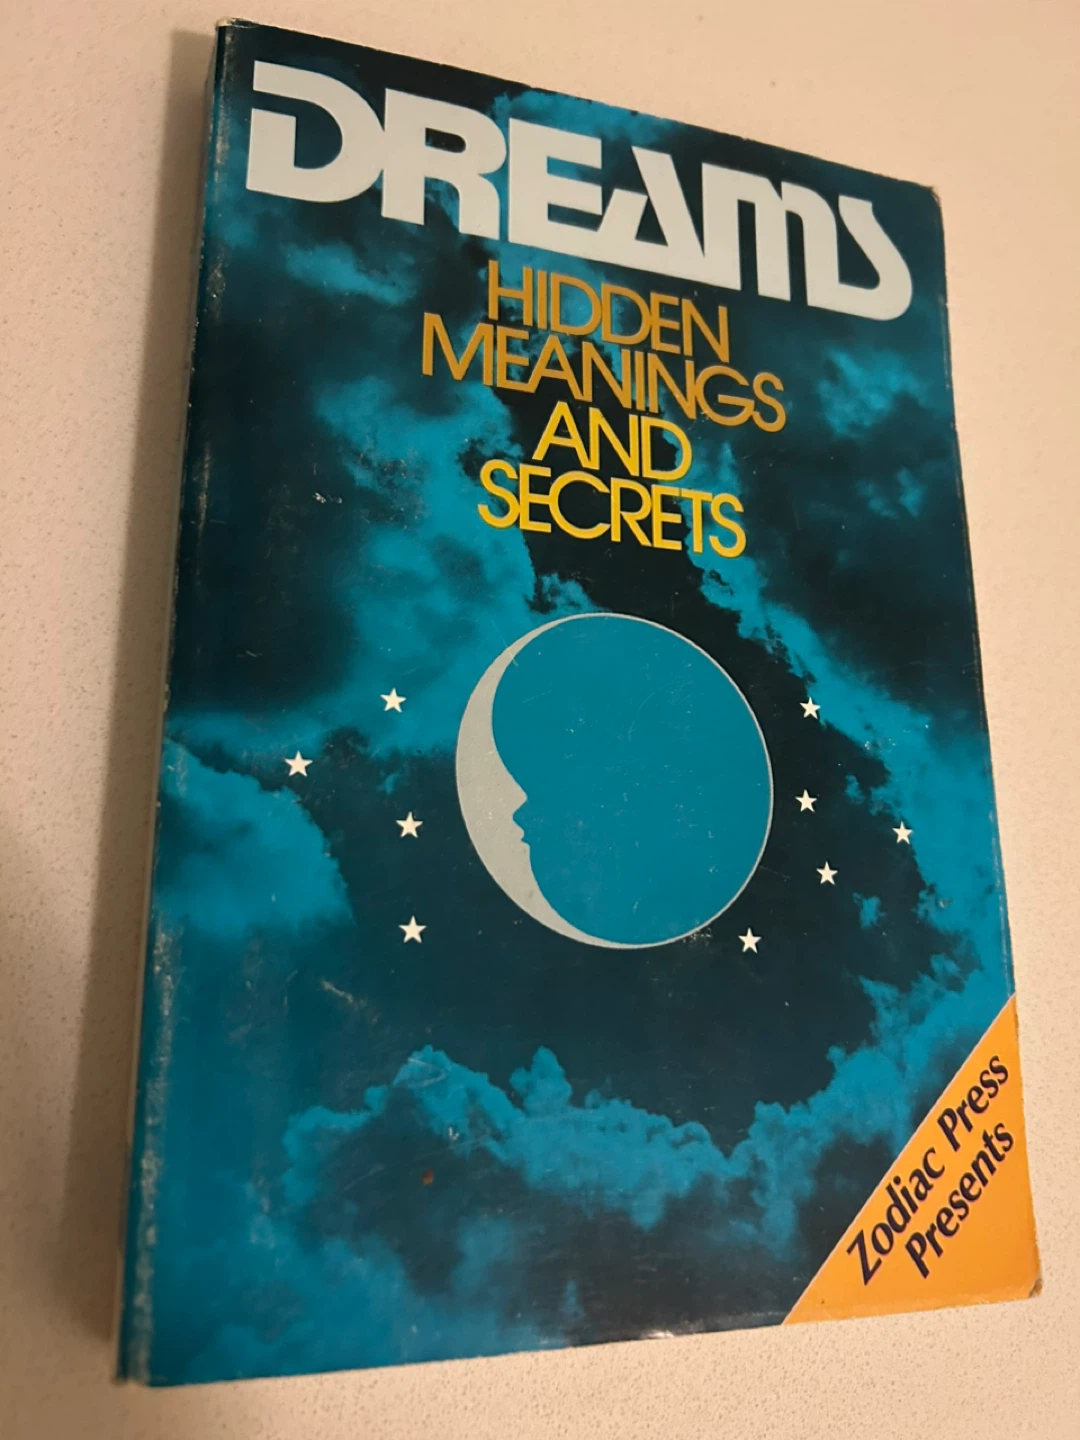 DREAMS
HIDDEN
MEANINGS
AND
SECRETS
Zodiac Press
Presents